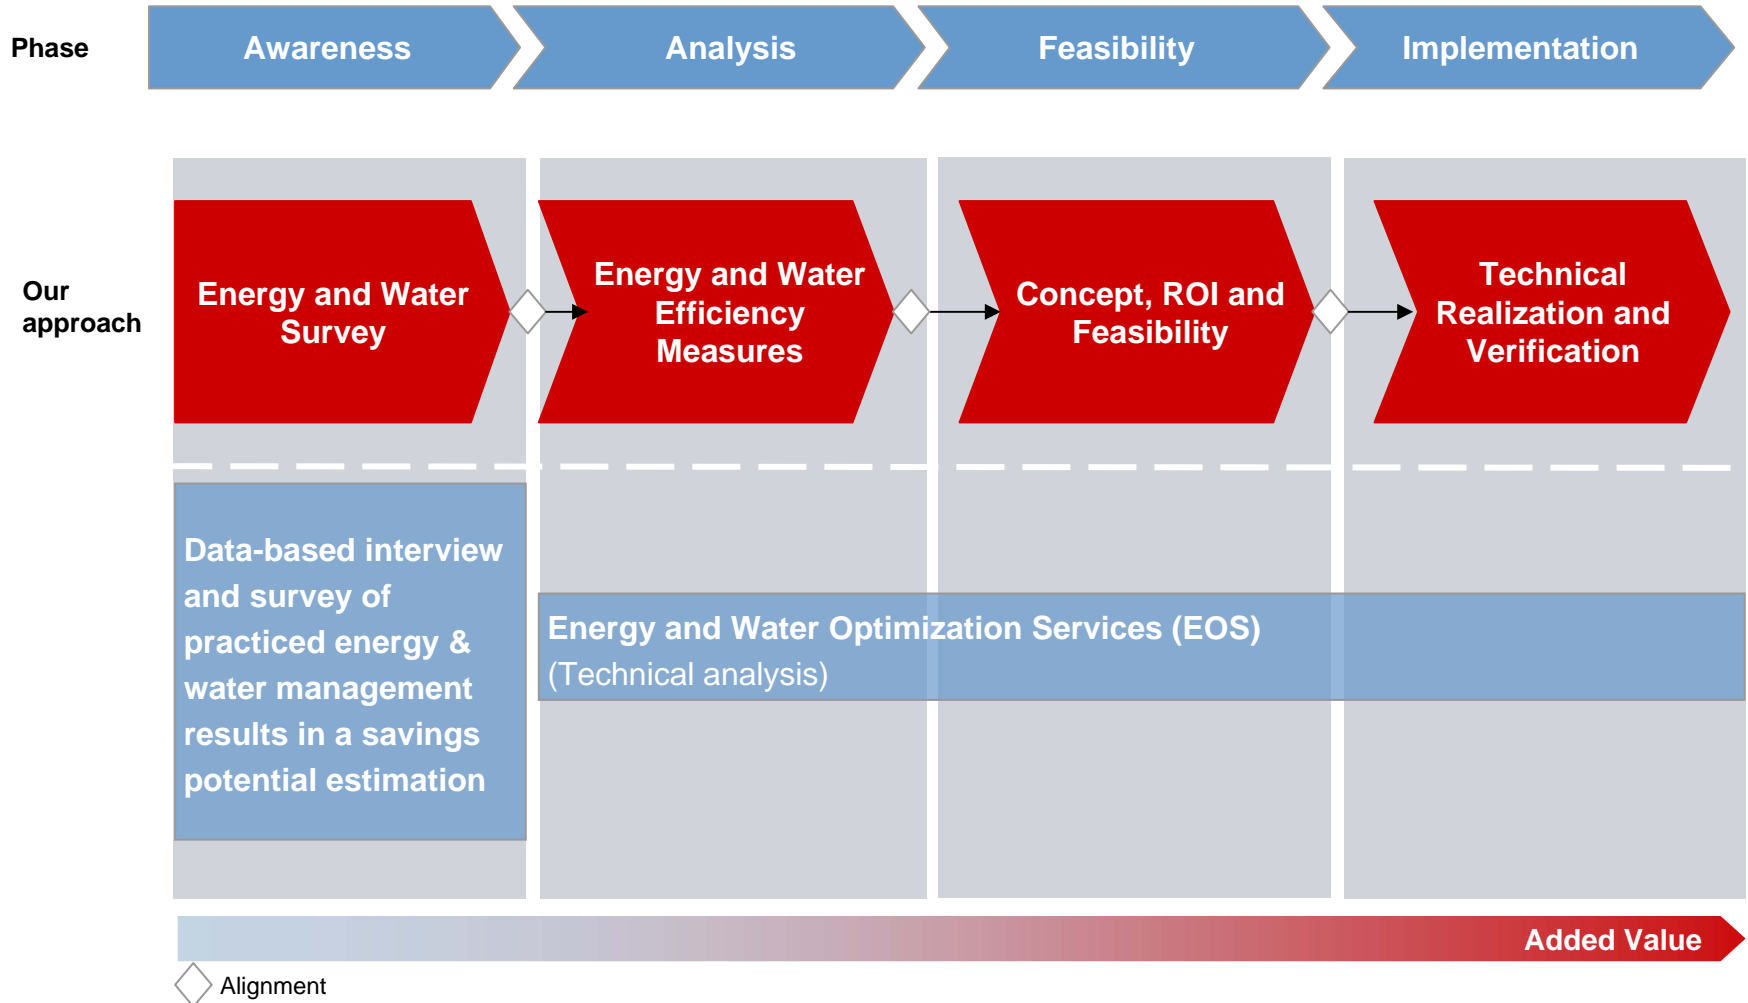 Phase
Awareness
Analysis
Feasibility
Implementation
Our
approach
Energy and Water
Survey
Energy and Water
Efficiency
Measures
Concept, ROI and
Feasibility
Technical
Realization and
Verification
Data-based interview
and survey of
practiced energy &
water management
results in a savings
potential estimation
Energy and Water Optimization Services (EOS)
(Technical analysis)
Added Value
Alignment